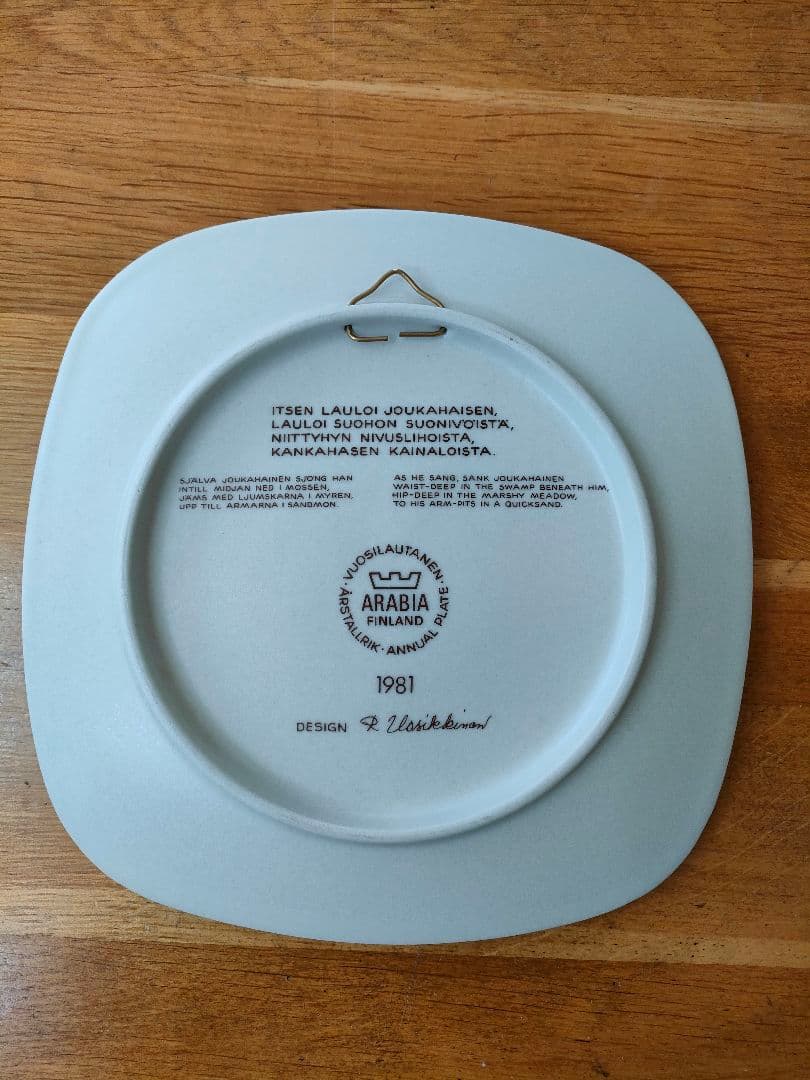 ITSEN LAULOI JOUKAHAISEN,
LAULOI SUOHON SUONIVÖISTÄ,
NIITTYHYN NIVUSLIHOISTA,
KANKAHASEN KAINALOISTA.
SJÄLVA JOUKAHAINEN SJÖNG HAN
INTILL MIDJAN NED I MOSSEN,
JÄMS MED LJUMSKARNA I MYREN,
UPP TILL ARMARNA I SANDMON.
AS HE SANG, SANK JOUKAHAINEN
WAIST-DEEP IN THE SWAMP BENEATH HIM,
HIP-DEEP IN THE MARSHY MEADOW,
TO HIS ARM-PITS IN A QUICKSAND.
VUOSILAUTANEN · ANNUAL PLATE · ÅRSTALLRIK ·
ARABIA
FINLAND
1981
DESIGN R Uosikkinen